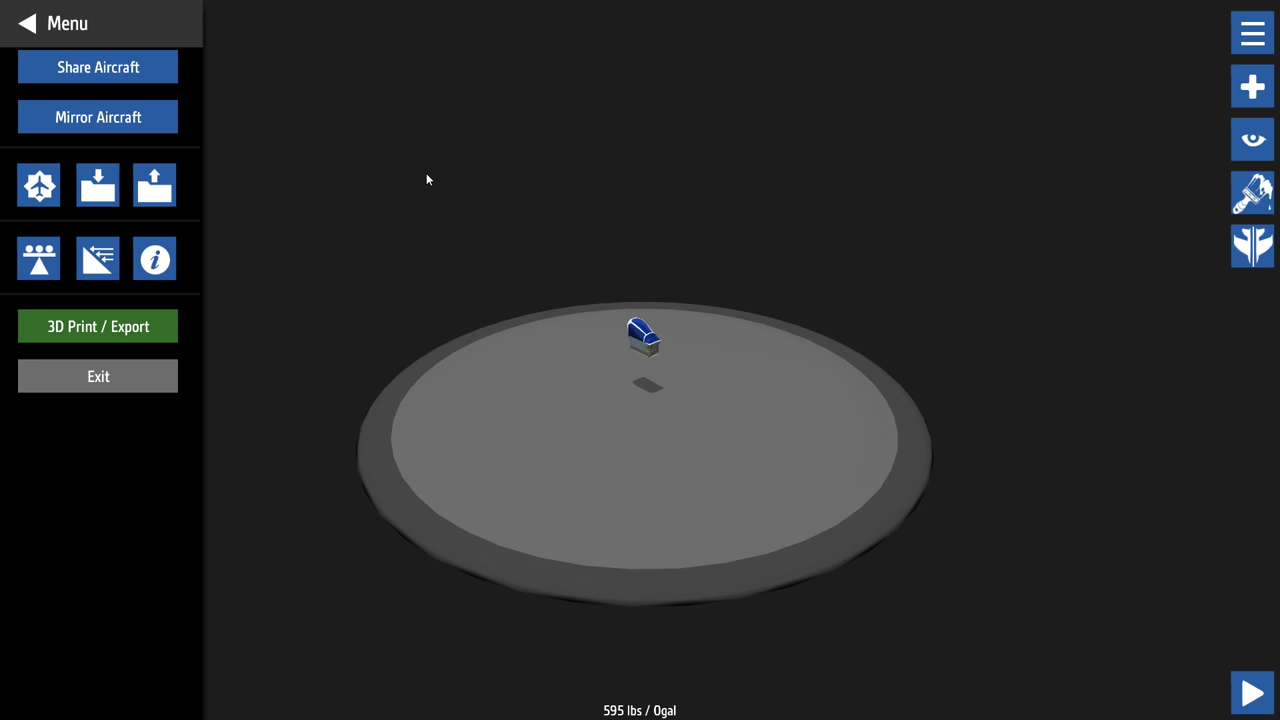 Menu
Share Aircraft
Mirror Aircraft
3D Print / Export
Exit
595 lbs / 0gal